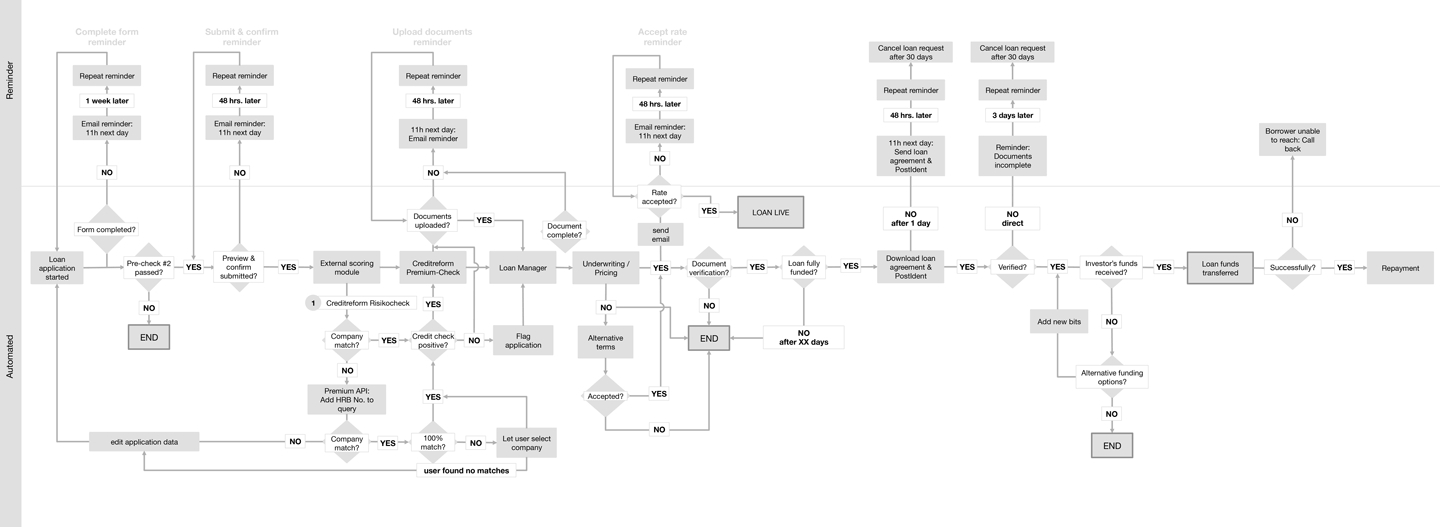 Reminder
Automated
Complete form
reminder
Repeat reminder
1 week later
Email reminder:
11h next day
NO
Form completed?
Loan
application
started
Pre-check #2
passed?
NO
END
YES
Submit & confirm
reminder
Repeat reminder
48 hrs. later
Email reminder:
11h next day
NO
Preview &
confirm
submitted?
YES
External scoring
module
1
Creditreform Risikocheck
Company
match?
YES
NO
Premium API:
Add HRB No. to
query
Company
match?
NO
edit application data
YES
100%
match?
NO
Let user select
company
user found no matches
YES
Credit check
positive?
NO
Flag
application
YES
Creditreform
Premium-Check
Upload documents
reminder
Repeat reminder
48 hrs. later
11h next day:
Email reminder
NO
Documents
uploaded?
YES
Document
complete?
Loan Manager
Underwriting /
Pricing
NO
Alternative
terms
Accepted?
YES
NO
YES
send
email
Accept rate
reminder
Repeat reminder
48 hrs. later
Email reminder:
11h next day
NO
Rate
accepted?
YES
LOAN LIVE
Document
verification?
NO
END
YES
Loan fully
funded?
NO
after XX days
YES
Cancel loan request
after 30 days
Repeat reminder
48 hrs. later
11h next day:
Send loan
agreement &
PostIdent
NO
after 1 day
Download loan
agreement &
PostIdent
YES
Cancel loan request
after 30 days
Repeat reminder
3 days later
Reminder:
Documents
incomplete
NO
direct
Verified?
YES
Add new bits
Investor's funds
received?
NO
Alternative funding
options?
NO
END
YES
Loan funds
transferred
Borrower unable
to reach: Call
back
NO
Successfully?
YES
Repayment